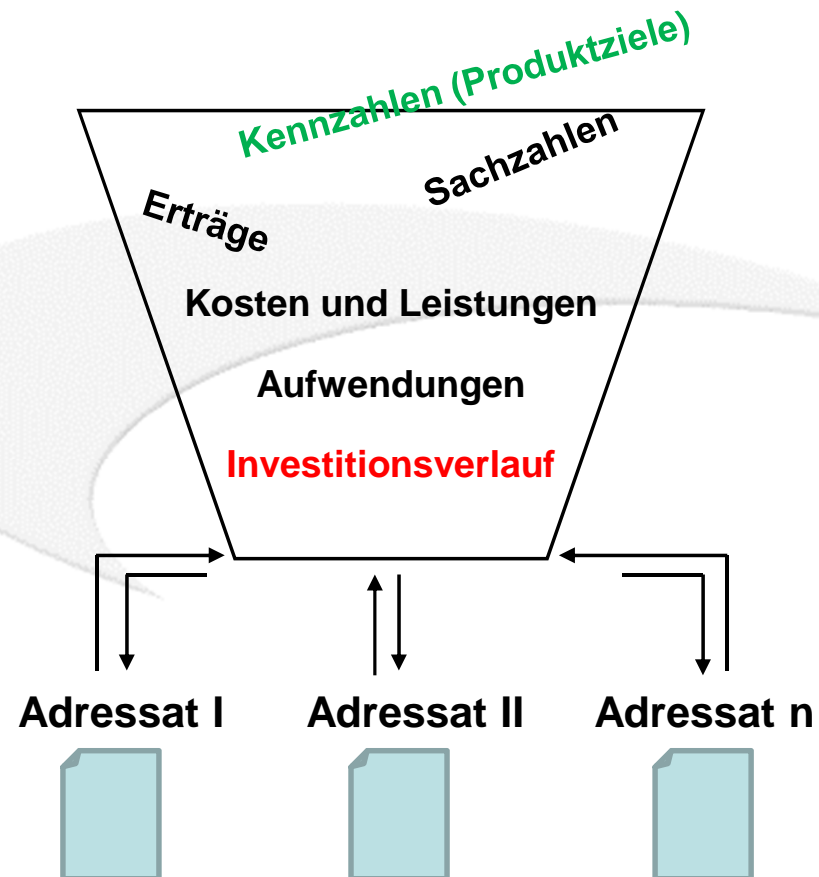 Kennzahlen (Produktziele)
Sachzahlen
Erträge
Kosten und Leistungen
Aufwendungen
Investitionsverlauf
Adressat I
Adressat II
Adressat n